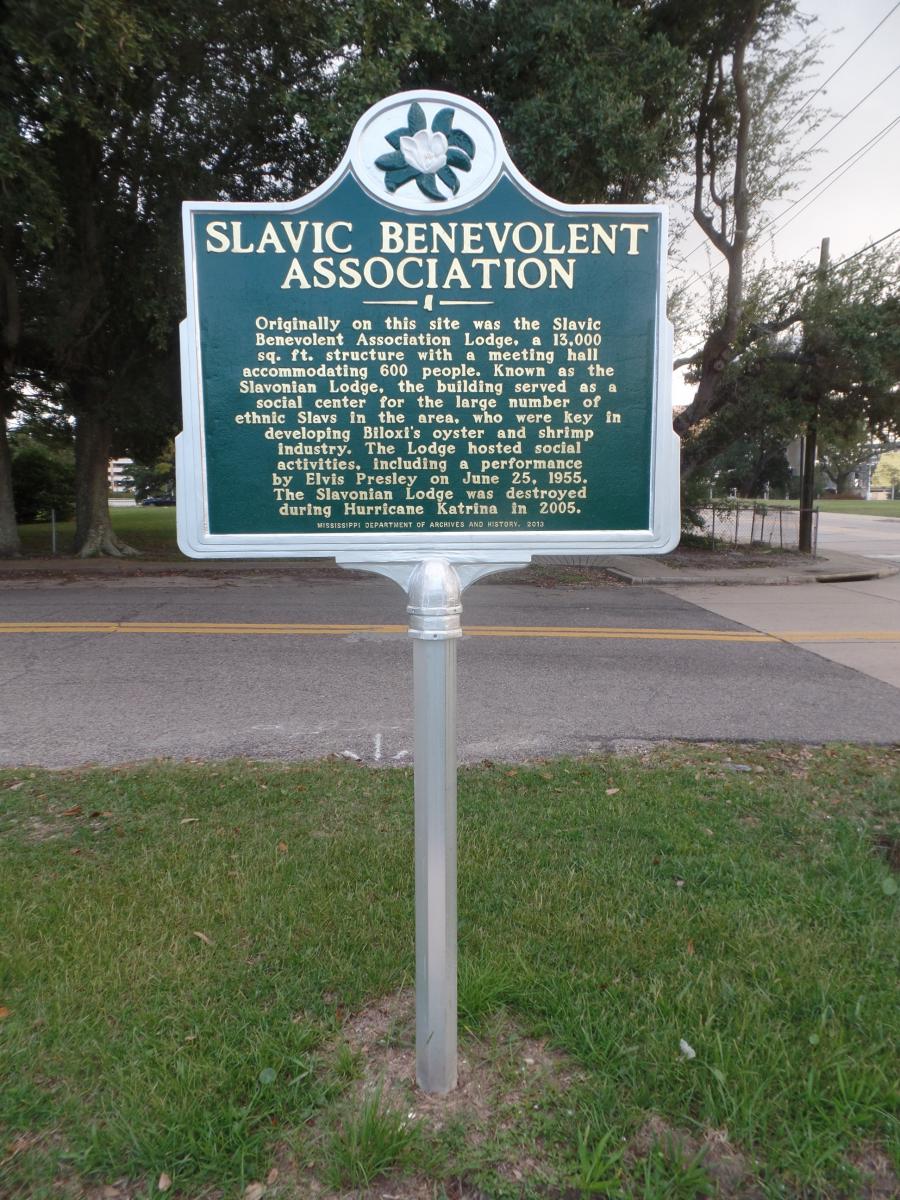 SLAVIC BENEVOLENT
ASSOCIATION
Originally on this site was the Slavic
Benevolent Association Lodge, a 13,000
sq. ft. structure with a meeting hall
accommodating 600 people. Known as the
Slavonian Lodge, the building served as a
social center for the large number of
ethnic Slavs in the area, who were key in
developing Biloxi's oyster and shrimp
industry. The Lodge hosted social
activities, including a performance
by Elvis Presley on June 25, 1955.
The Slavonian Lodge was destroyed
during Hurricane Katrina in 2005.
MISSISSIPPI DEPARTMENT OF ARCHIVES AND HISTORY, 2013